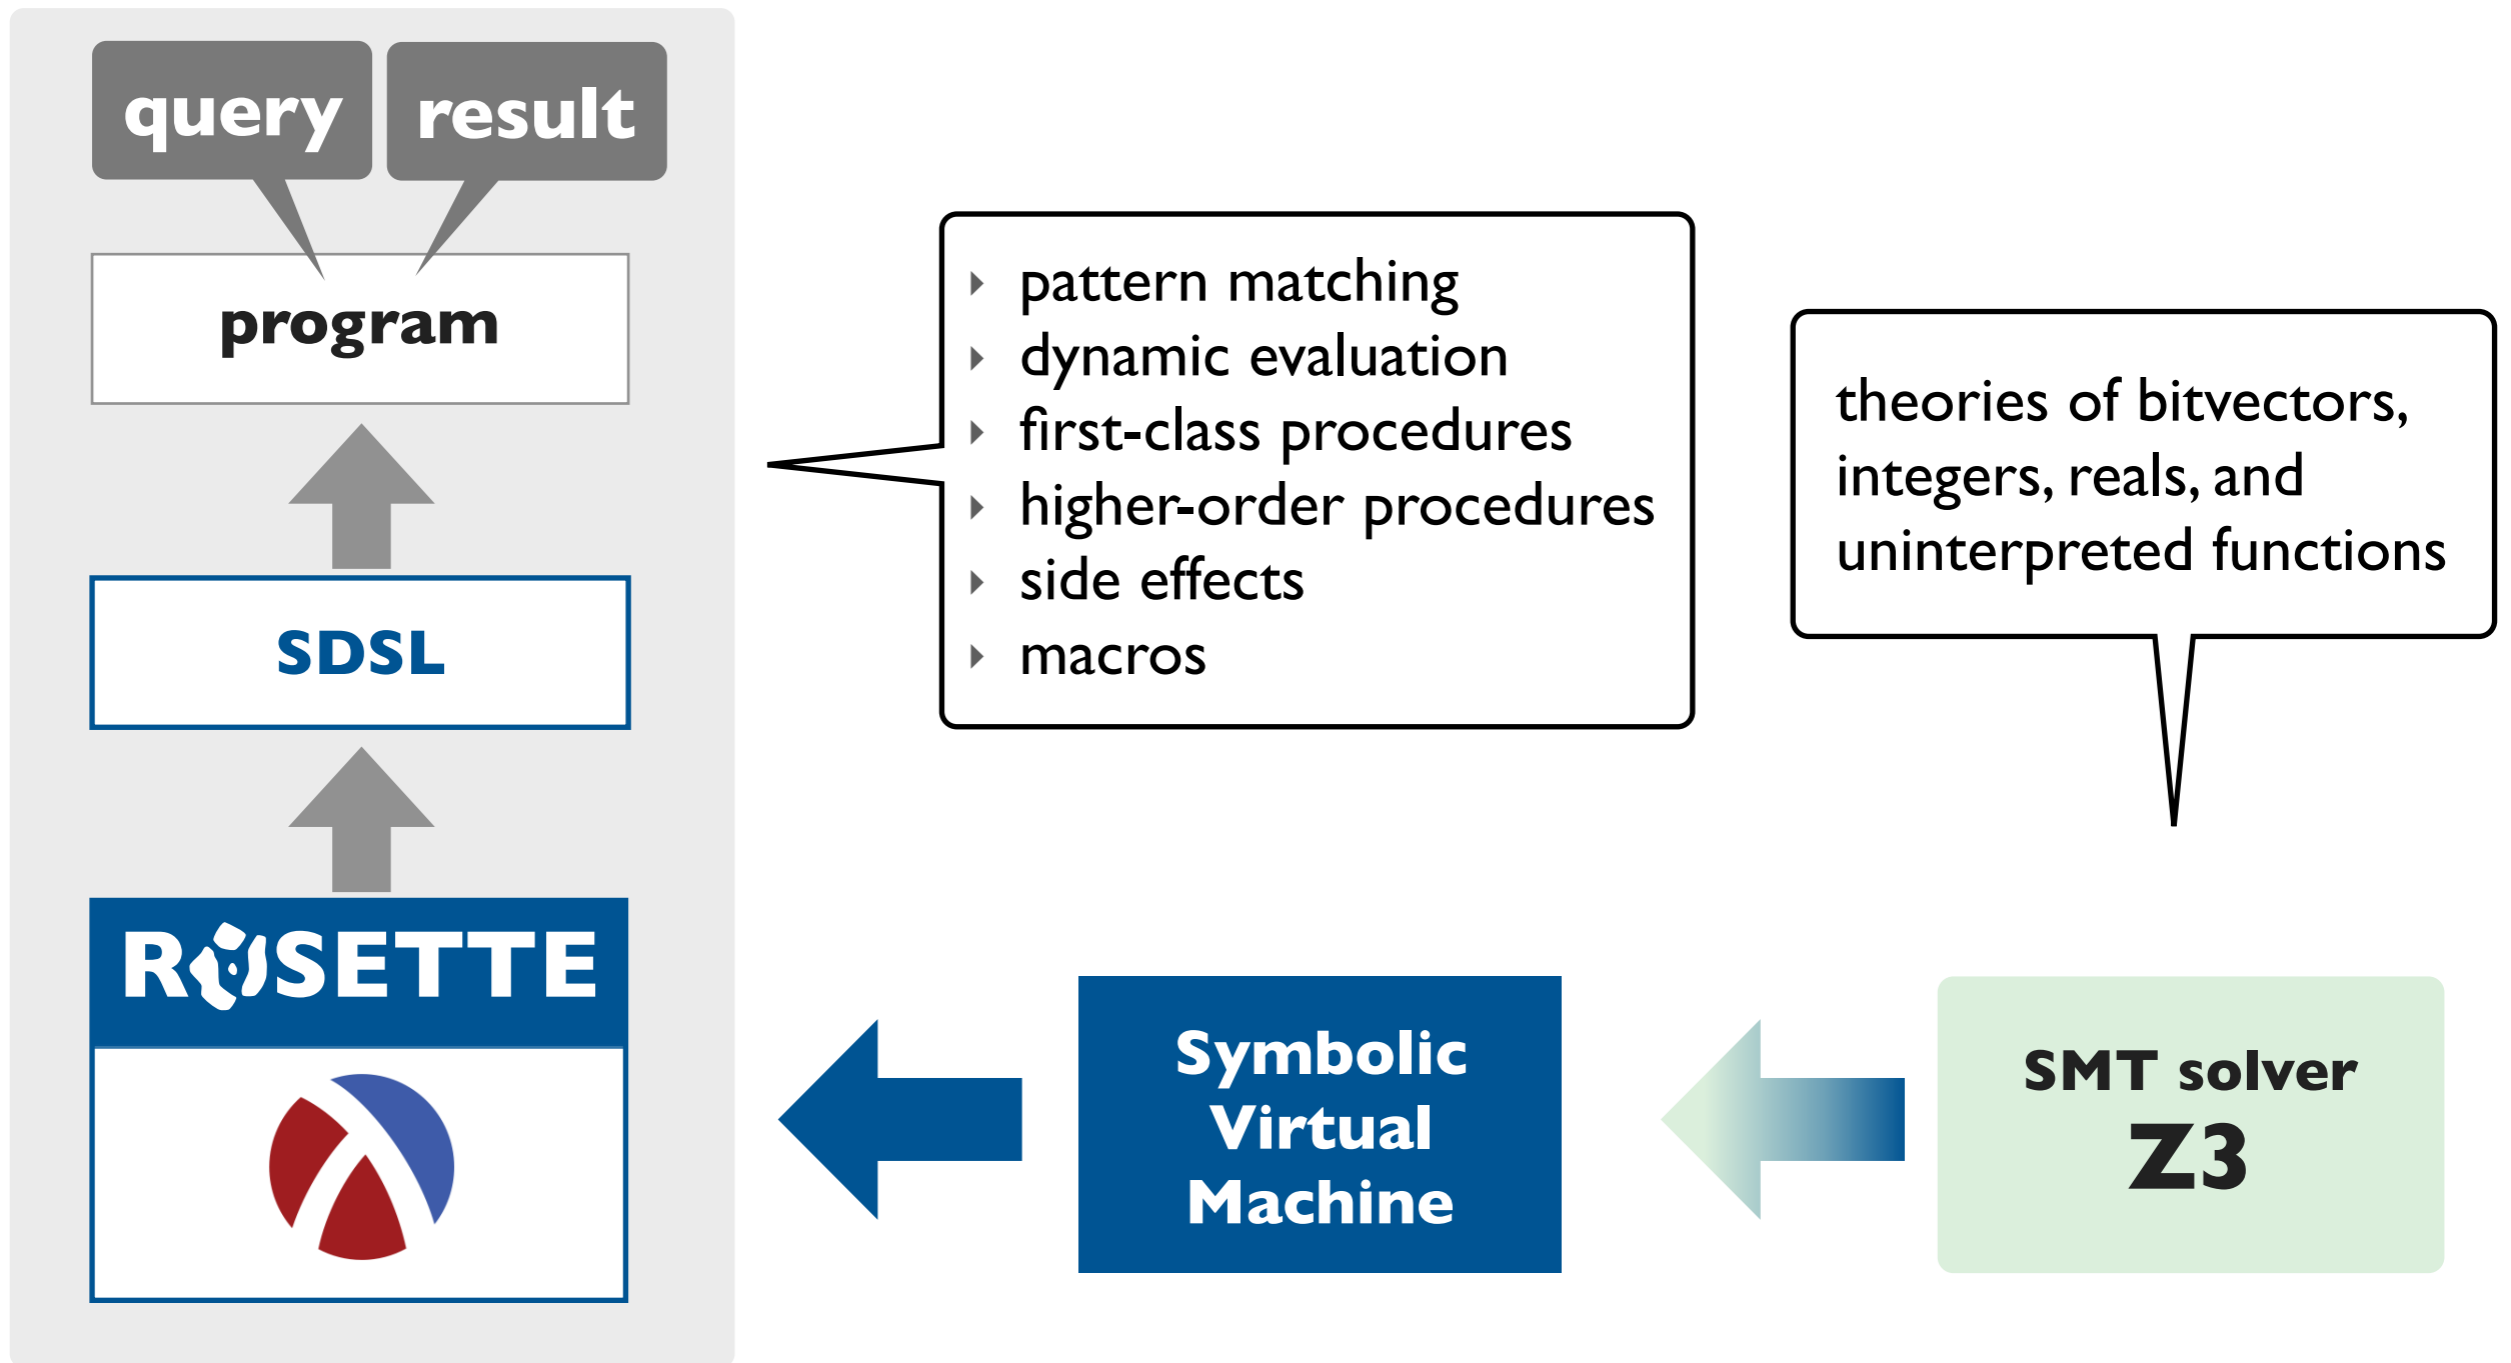 query
result
program
SDSL
ROSETTE
pattern matching
dynamic evaluation
first-class procedures
higher-order procedures
side effects
macros
theories of bitvectors,
integers, reals, and
uninterpreted functions
Symbolic
Virtual
Machine
SMT solver
Z3